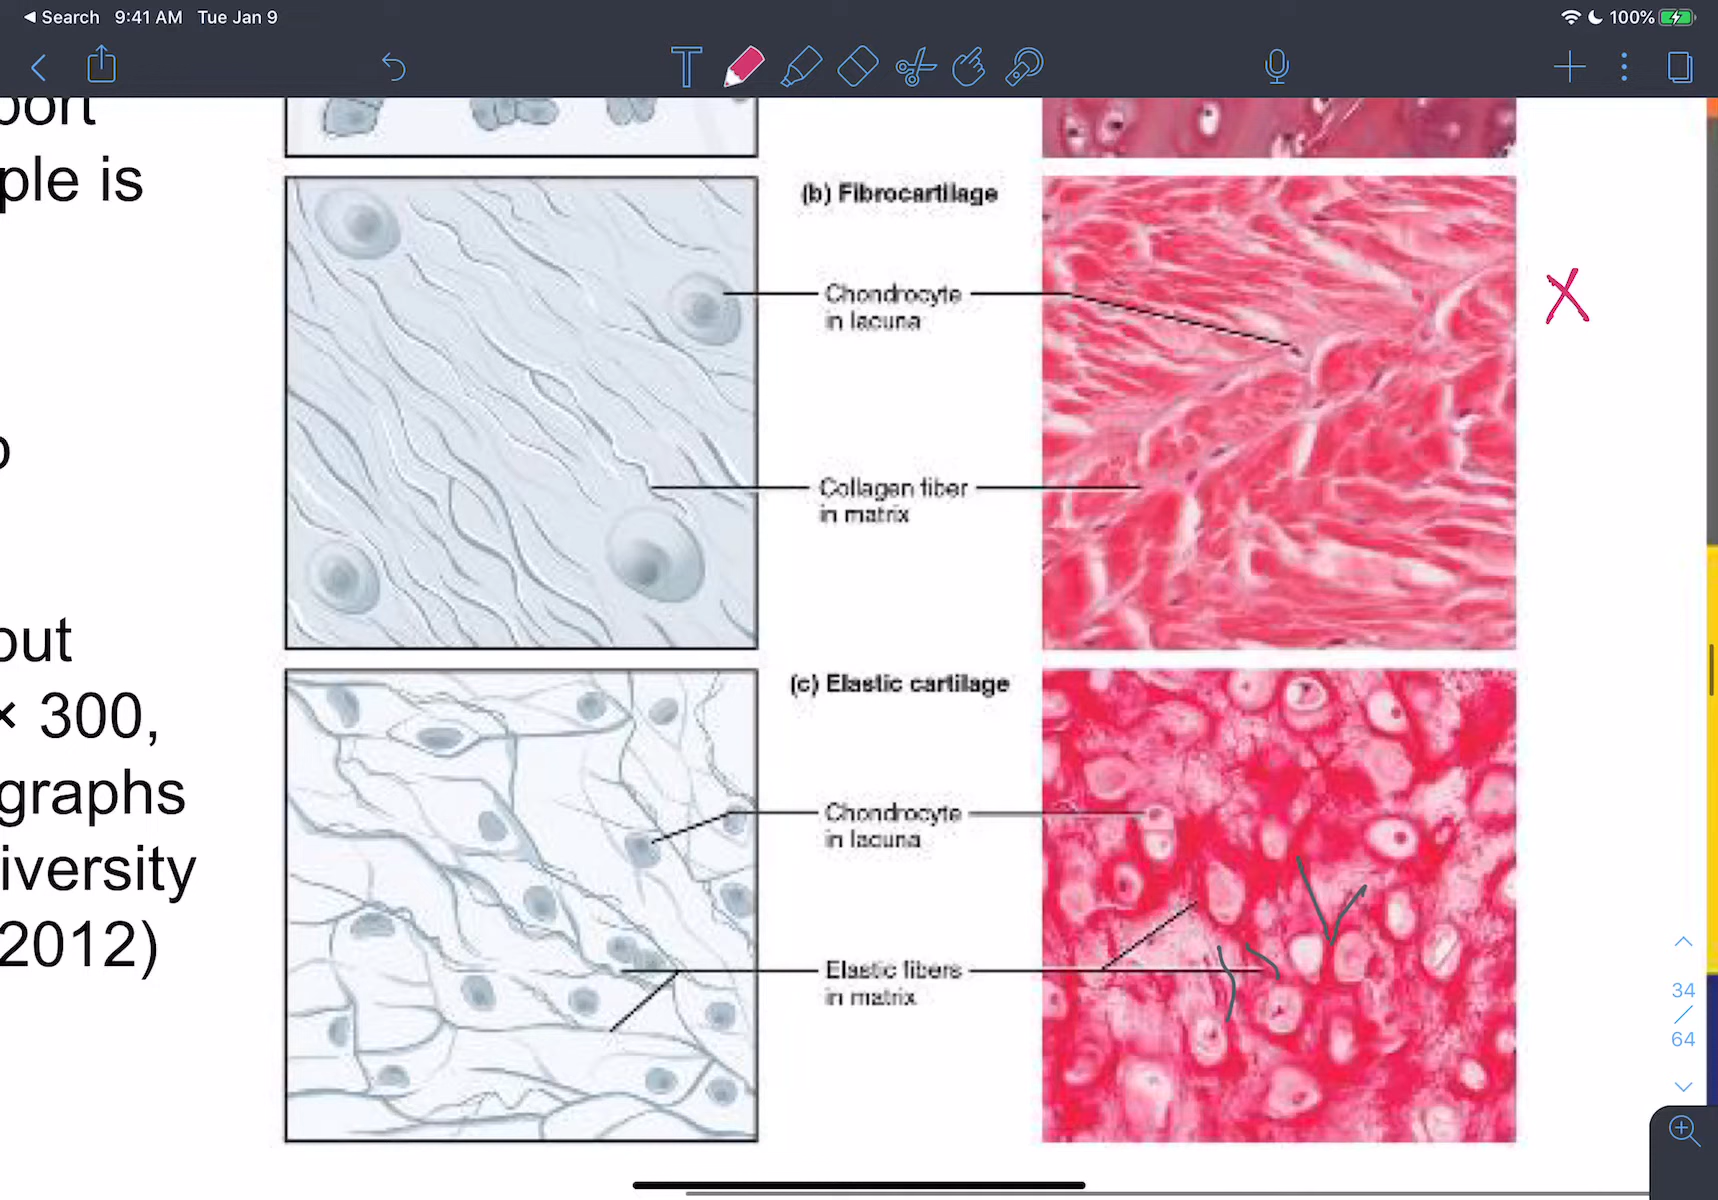 Search 9:41 AM Tue Jan 9
100%
port
ple is
(b) Fibrocartilage
Chondrocyte
in lacuna
Collagen fiber
in matrix
out
× 300,
graphs
iversity
2012)
(c) Elastic cartilage
Chondrocyte
in lacuna
Elastic fibers
in matrix
X
34
64